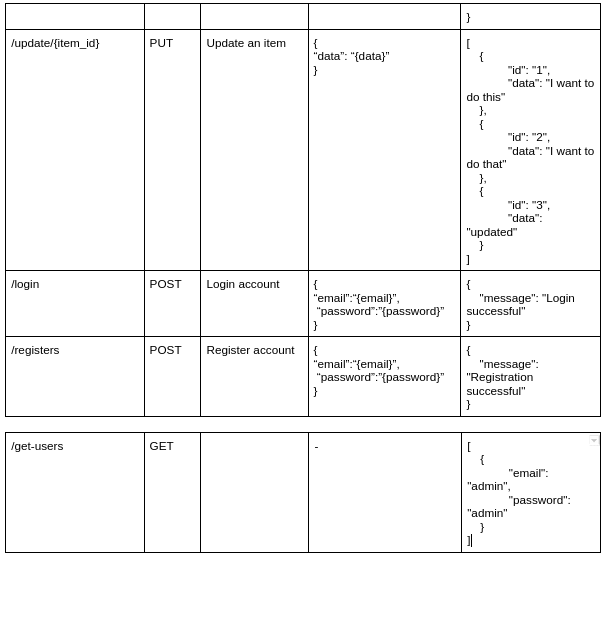 }
/update/{item_id}
PUT
Update an item
{
“data”: “{data}
}
[
{
"id": "1",
"data": "I want to
do this"
},
{
"id": "2",
"data": "I want to
do that"
},
{
"id": "3",
"data":
"updated"
}
]
/login
POST
Login account
{
“email”:“{email}”,
“password”:”{password}”
}
{
"message": "Login
successful"
}
/registers
POST
Register account
{
“email”:“{email}”,
“password”:”{password}”
}
{
"message":
"Registration
successful"
}
/get-users
GET
-
[
{
"email":
"admin",
"password":
"admin"
}
]